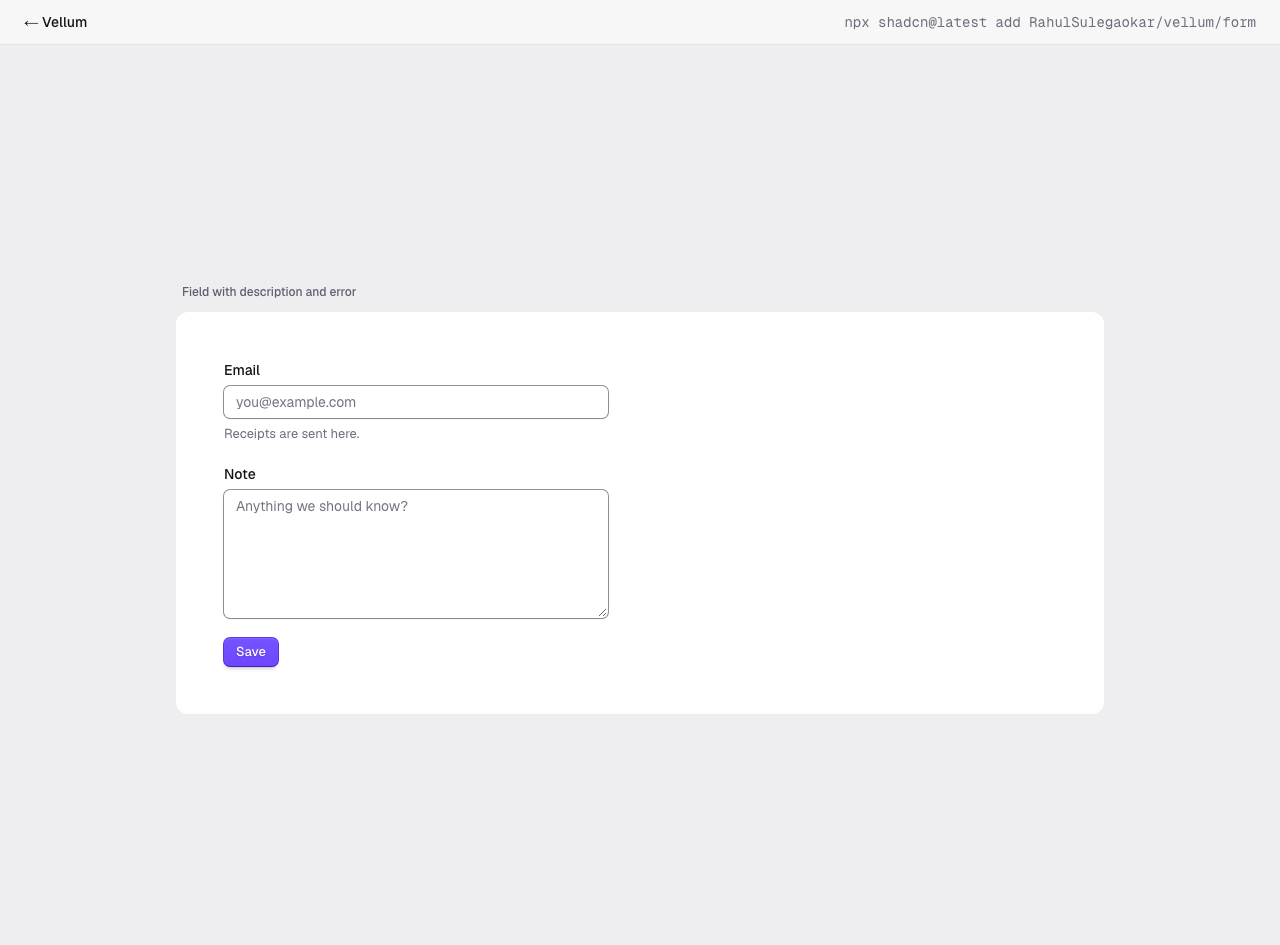 ← Vellum
npx shadcn@latest add RahulSulegaokar/vellum/form
Field with description and error
Email
you@example.com
Receipts are sent here.
Note
Anything we should know?
Save